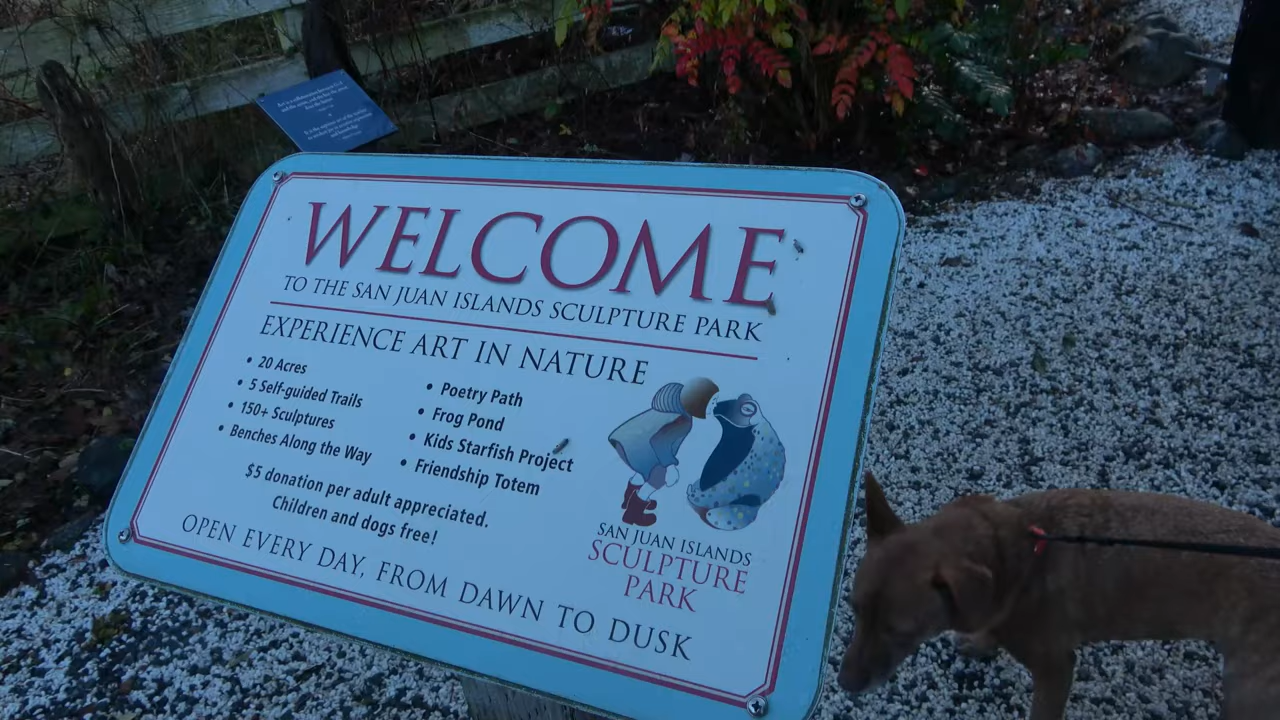 WELCOME
TO THE SAN JUAN ISLANDS SCULPTURE PARK
EXPERIENCE ART IN NATURE
• 20 Acres
• 5 Self-guided Trails
• 150+ Sculptures
• Benches Along the Way
• Poetry Path
• Frog Pond
• Kids Starfish Project
• Friendship Totem
$5 donation per adult appreciated.
Children and dogs free!
OPEN EVERY DAY, FROM DAWN TO DUSK
SAN JUAN ISLANDS
SCULPTURE
PARK